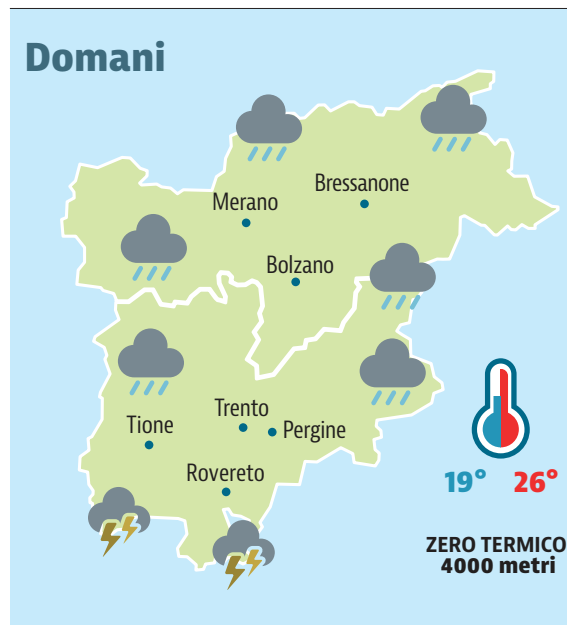 Domani
Bressanone
Merano
Bolzano
Trento
Tione
Pergine
Rovereto
19° 26°
ZERO TERMICO
4000 metri